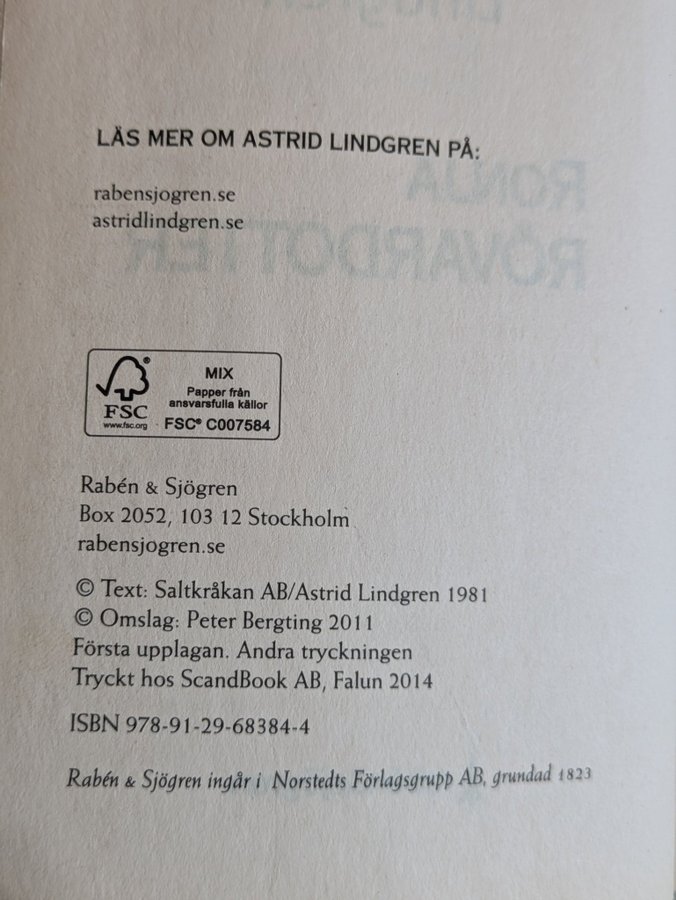 LÄS MER OM ASTRID LINDGREN PÅ:
rabensjogren.se
astridlindgren.se
RONJA
RÖVARDOTTER
FSC
www.fsc.org
MIX
Papper från
ansvarsfulla källor
FSC® C007584
Rabén & Sjögren
Box 2052, 103 12 Stockholm
rabensjogren.se
© Text: Saltkråkan AB/Astrid Lindgren 1981
© Omslag: Peter Bergting 2011
Första upplagan. Andra tryckningen
Tryckt hos ScandBook AB, Falun 2014
ISBN 978-91-29-68384-4
Rabén & Sjögren ingår i Norstedts Förlagsgrupp AB, grundad 1823